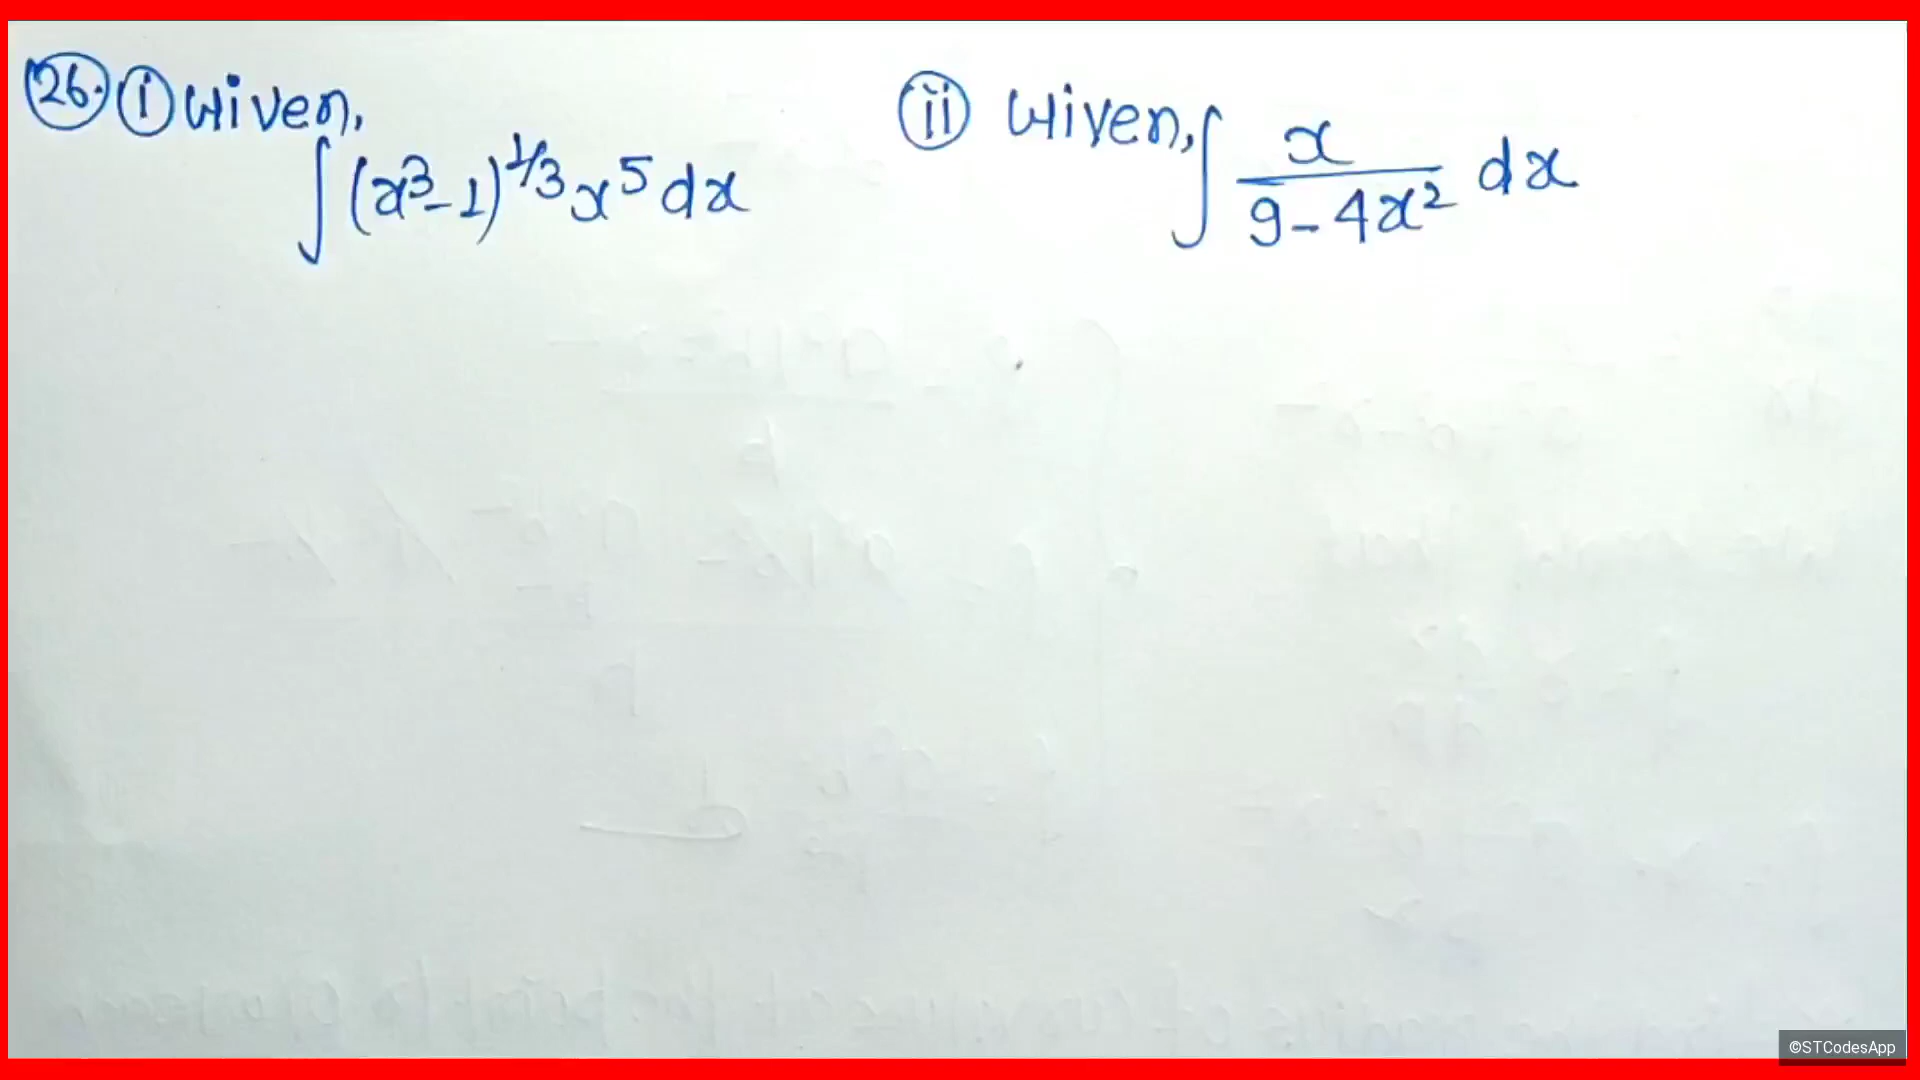 26. i Given,
∫ (x³-1)^1/3 x⁵ dx
ii Given, ∫ x / 9-4x² dx
©STCodesApp